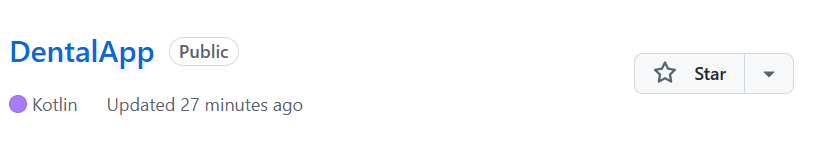 DentalApp Public
Star
Kotlin Updated 27 minutes ago